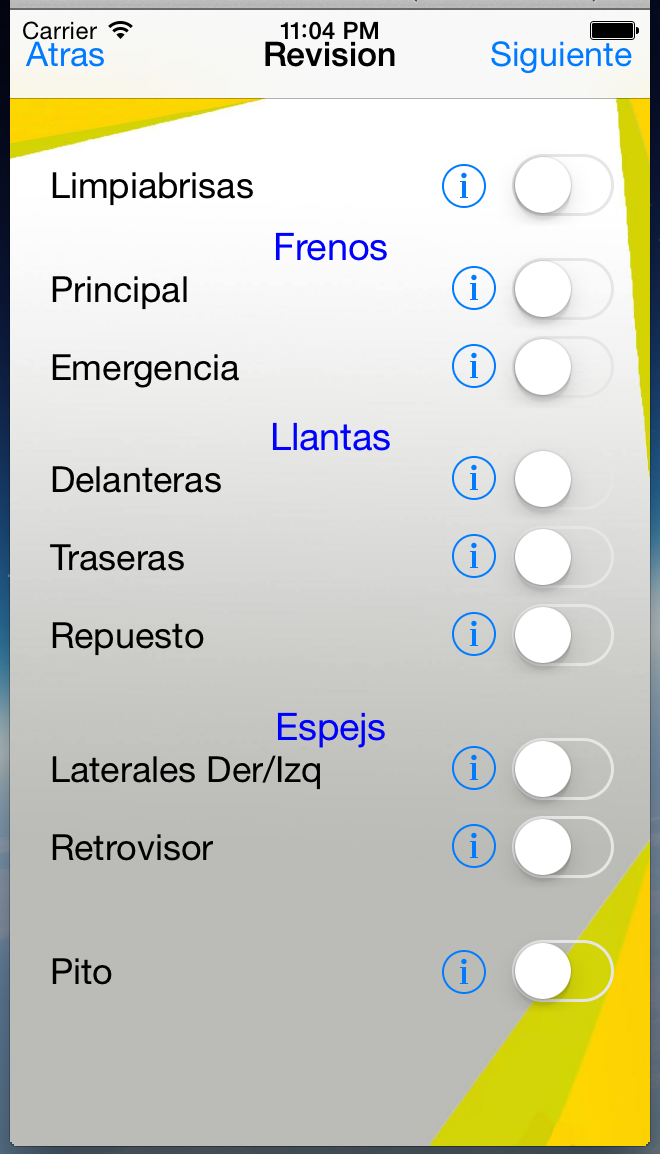 Carrier 11:04 PM
Atras Revision Siguiente
Limpiabrisas i
Frenos
Principal i
Emergencia i
Llantas
Delanteras i
Traseras i
Repuesto i
Espejs
Laterales Der/Izq i
Retrovisor i
Pito i